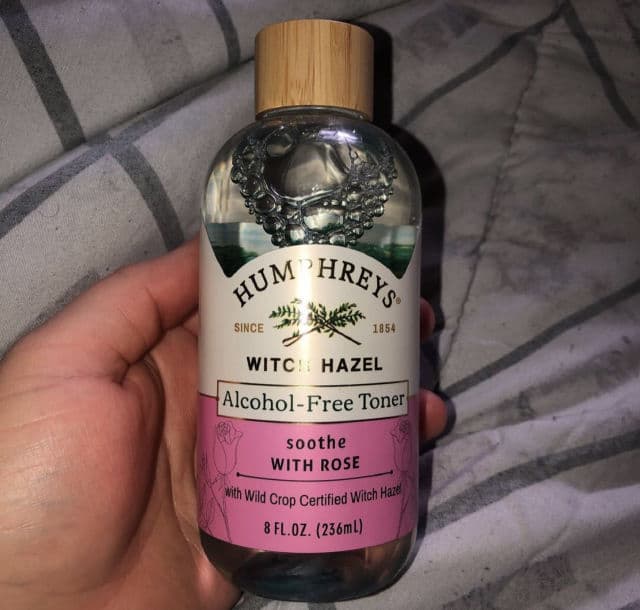 HUMPHREYS®
SINCE 1854
WITCH HAZEL
Alcohol-Free Toner
soothe
WITH ROSE
with Wild Crop Certified Witch Hazel
8 FL.OZ. (236mL)